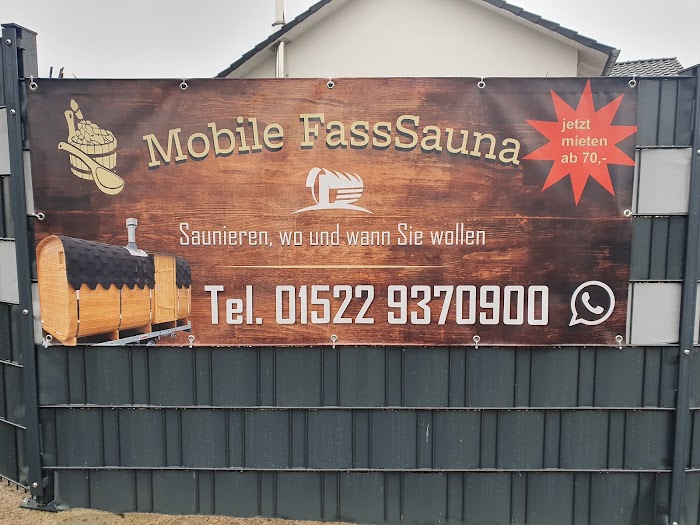 Mobile FassSauna
jetzt
mieten
ab 70,-
Saunieren, wo und wann Sie wollen
Tel. 01522 9370900